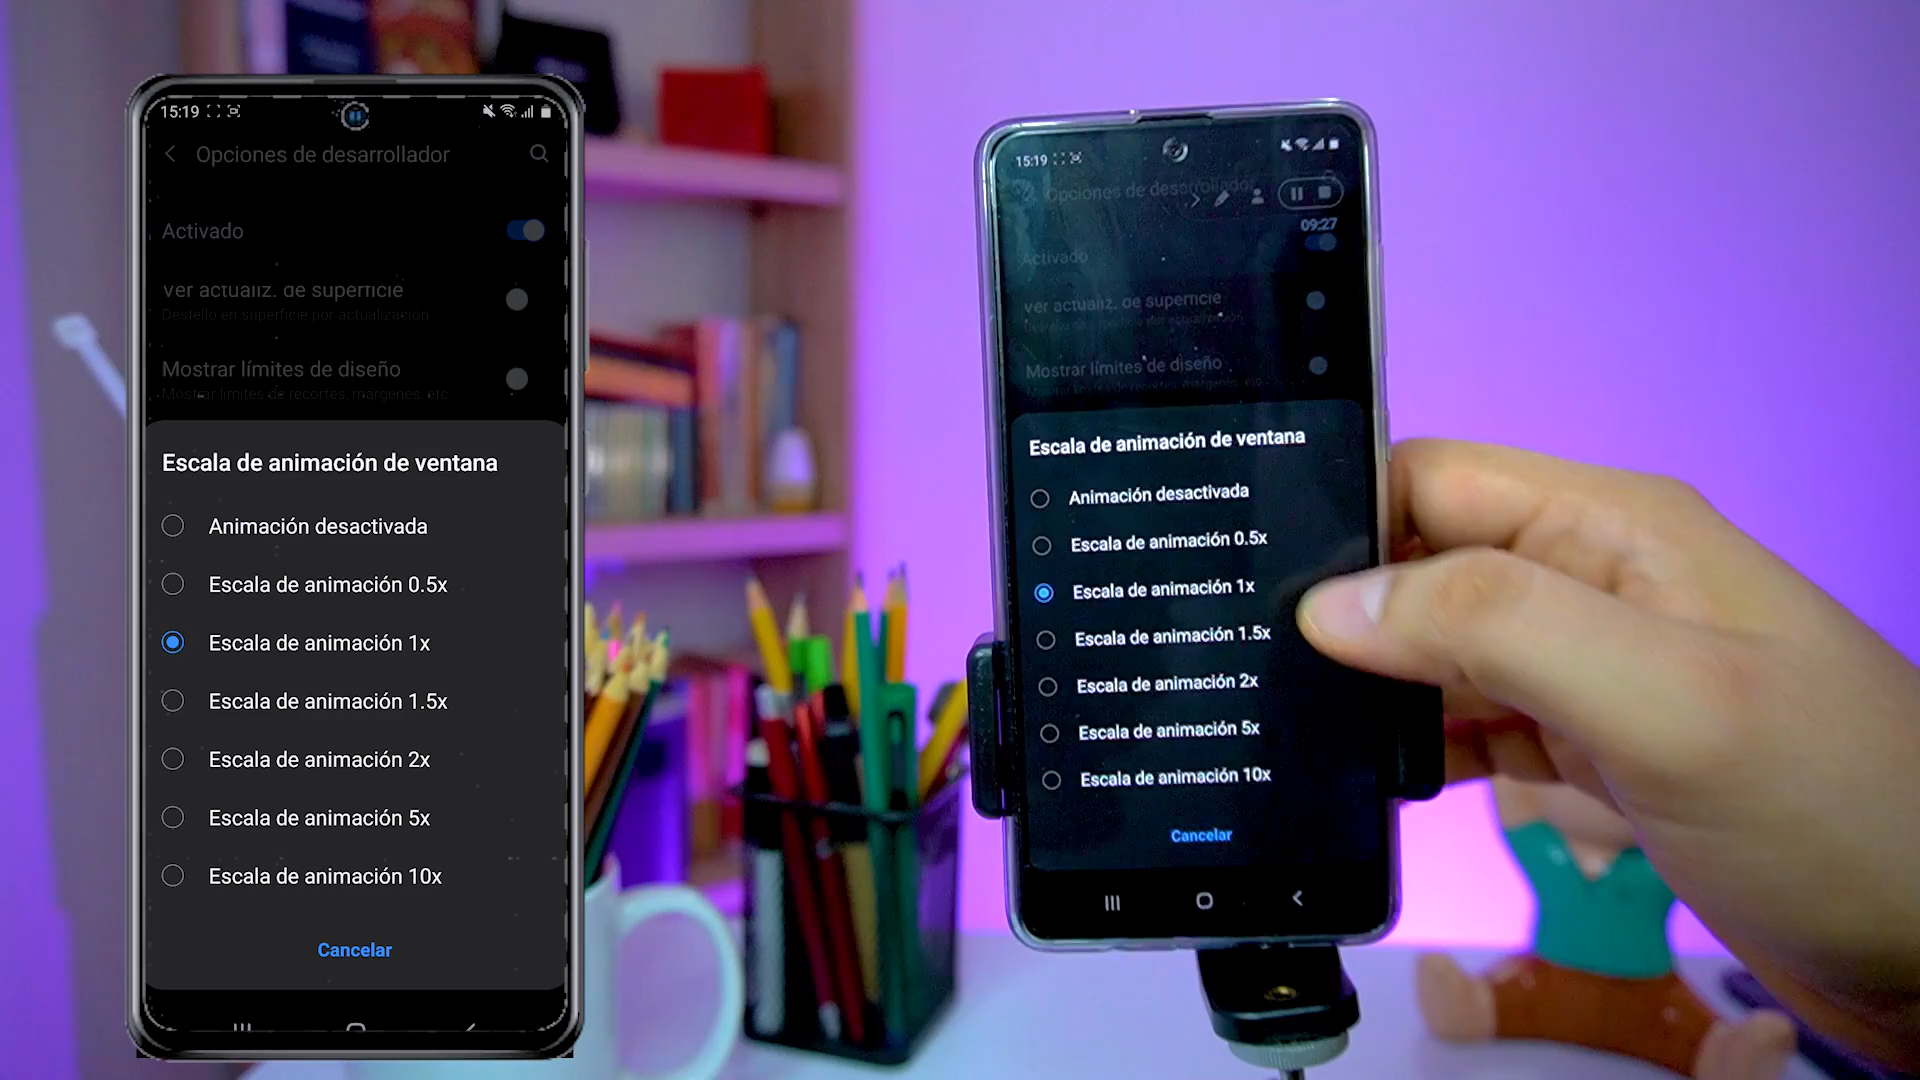 15:19
Opciones de desarrollador
Activado
Ver actualiz. de superficie
Destello en superficie por actualización
Mostrar límites de diseño
Mostrar límites de recortes, márgenes, etc.
Escala de animación de ventana
Animación desactivada
Escala de animación 0.5x
Escala de animación 1x
Escala de animación 1.5x
Escala de animación 2x
Escala de animación 5x
Escala de animación 10x
Cancelar
15:19
Opciones de desarrollador
09:27
Activado
Ver actualiz. de superficie
Mostrar límites de diseño
Escala de animación de ventana
Animación desactivada
Escala de animación 0.5x
Escala de animación 1x
Escala de animación 1.5x
Escala de animación 2x
Escala de animación 5x
Escala de animación 10x
Cancelar